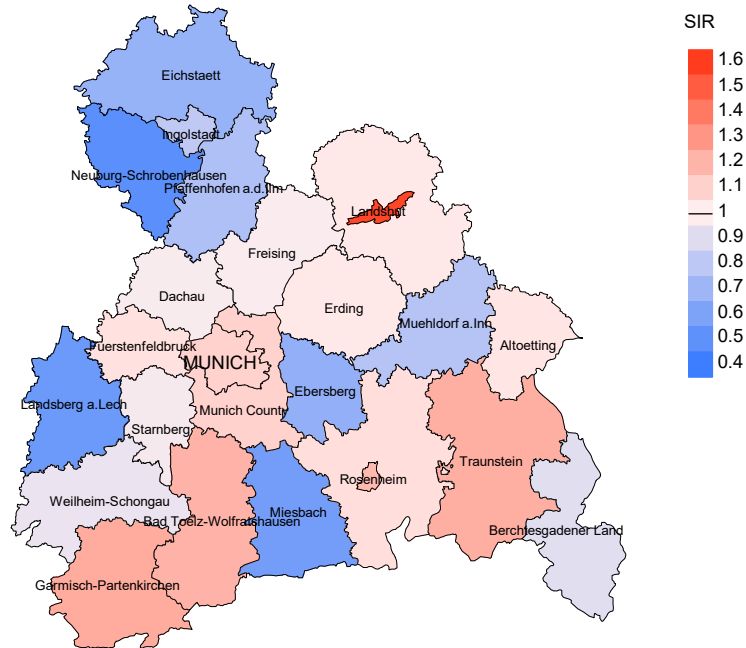 SIR
1.6
1.5
1.4
1.3
1.2
1.1
1
0.9
0.8
0.7
0.6
0.5
0.4
Eichstaett
Ingolstadt
Neuburg-Schrobenhausen
Pfaffenhofen a.d.Ilm
Landshut
Freising
Dachau
Erding
Muehldorf a.Inn
Altoetting
Fuerstenfeldbruck
MUNICH
Ebersberg
Landsberg a.Lech
Munich County
Starnberg
Traunstein
Rosenheim
Weilheim-Schongau
Miesbach
Bad Toelz-Wolfratshausen
Berchtesgadener Land
Garmisch-Partenkirchen